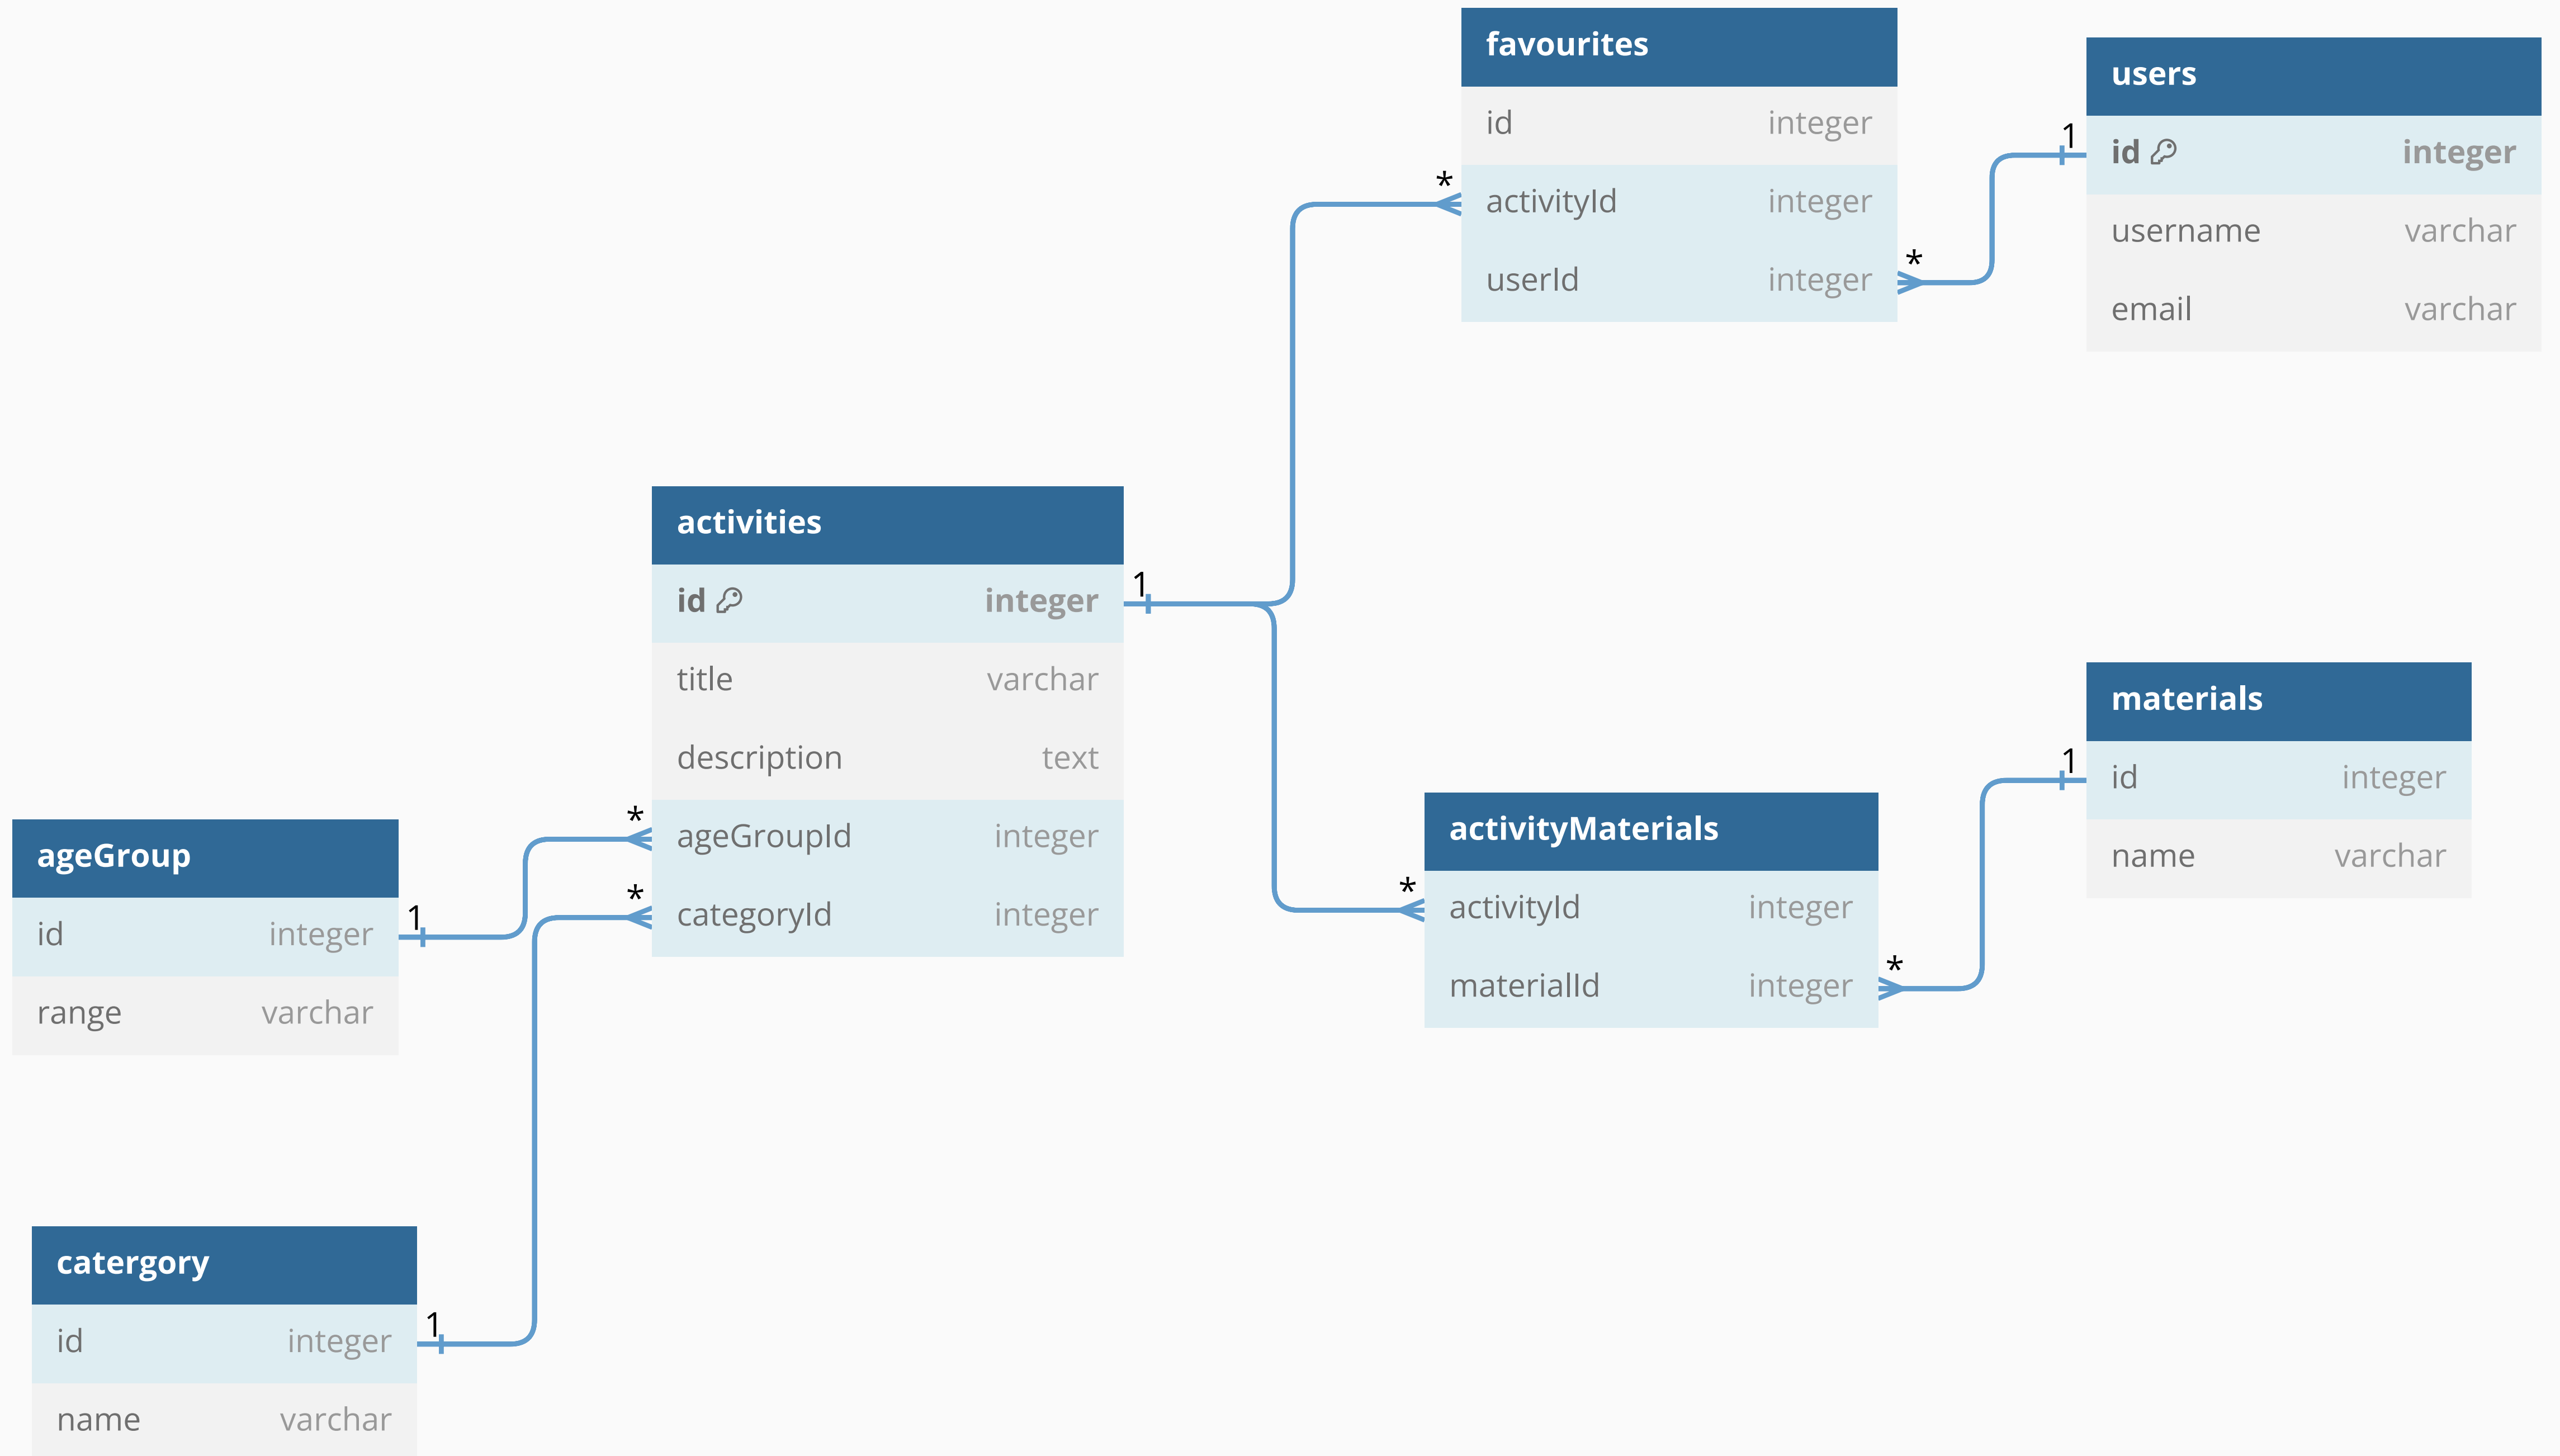 favourites
id integer
activityId integer
userId integer
*
*
users
id integer
username varchar
email varchar
1
activities
id integer
title varchar
description text
ageGroupId integer
categoryId integer
1
*
*
materials
id integer
name varchar
1
activityMaterials
activityId integer
materialId integer
*
*
ageGroup
id integer
range varchar
1
catergory
id integer
name varchar
1